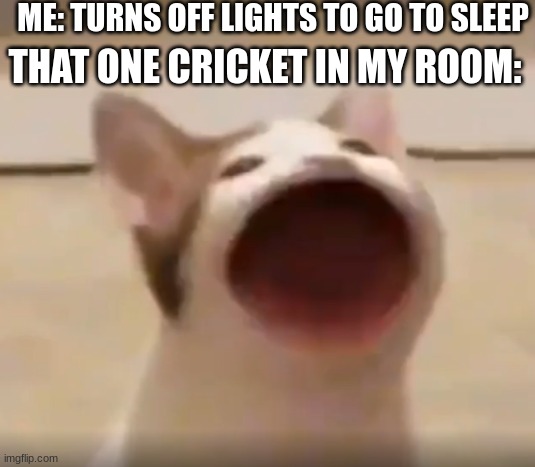 ME: TURNS OFF LIGHTS TO GO TO SLEEP
THAT ONE CRICKET IN MY ROOM:
imgflip.com